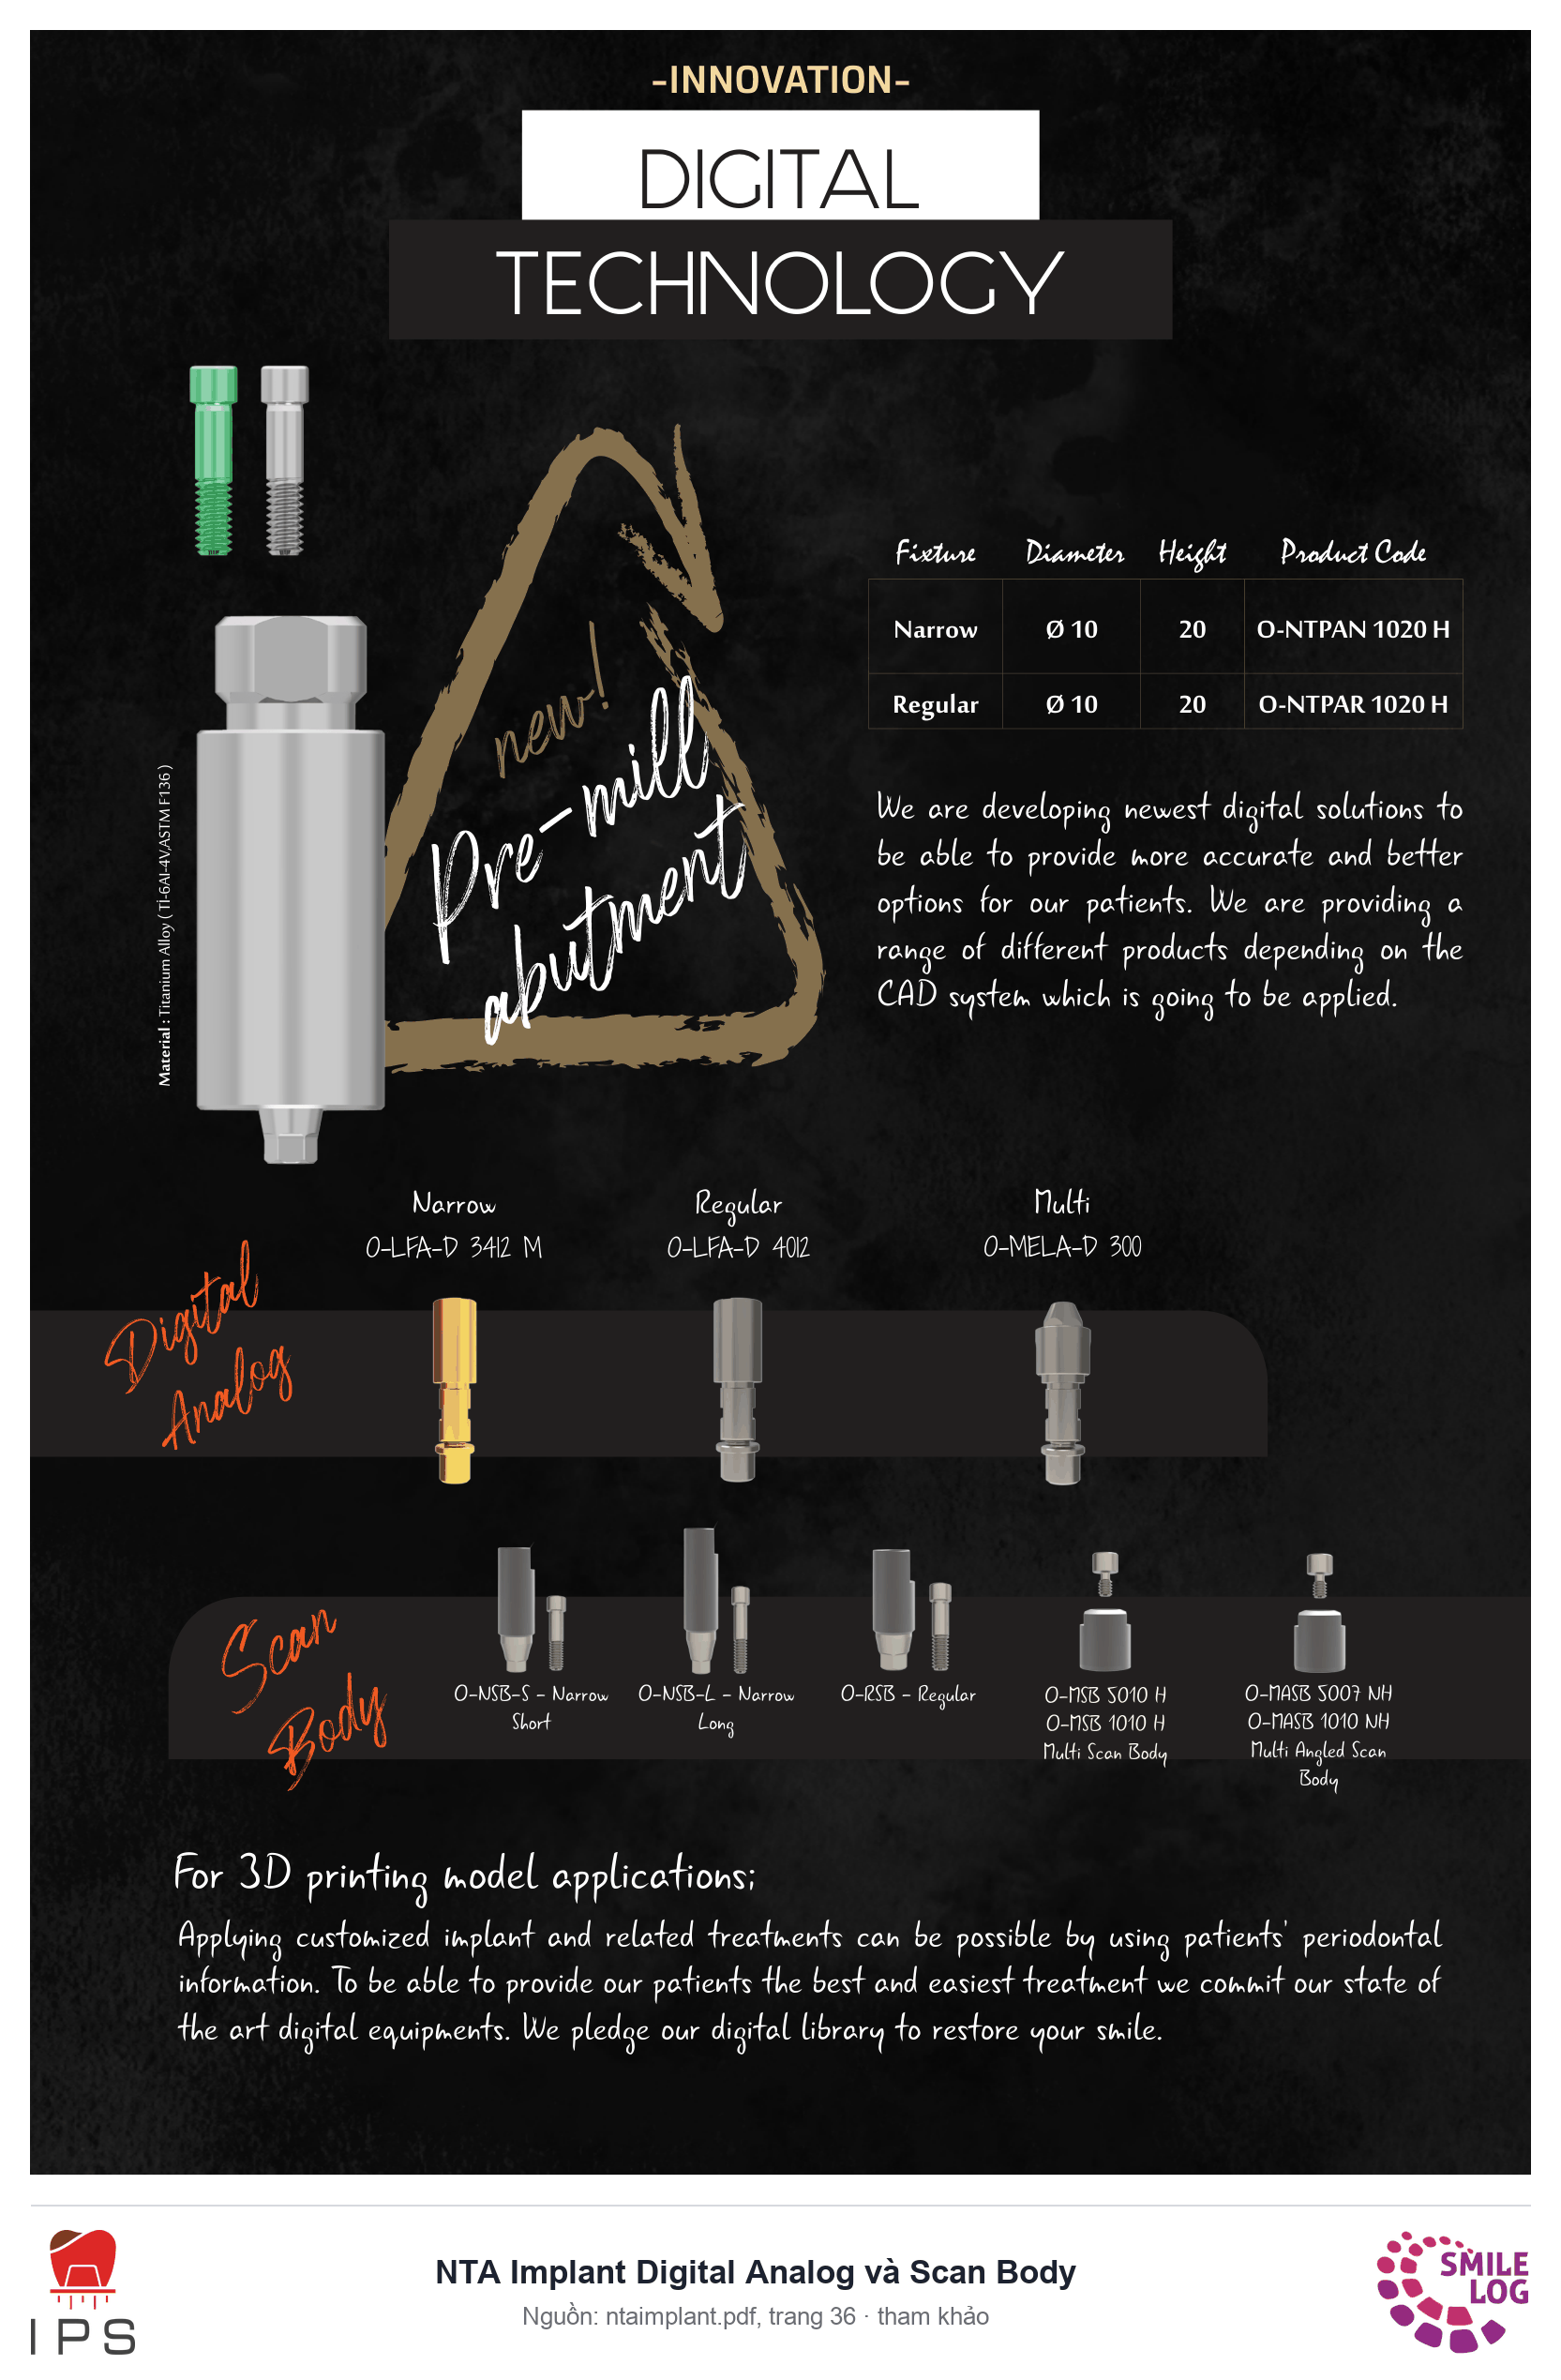 -INNOVATION-
DIGITAL
TECHNOLOGY
Fixture Diameter Height Product Code
Narrow Ø 10 20 O-NTPAN 1020 H
Regular Ø 10 20 O-NTPAR 1020 H
new!
Pre-mill
abutment
Material : Titanium Alloy ( Ti-6Al-4V,ASTM F136 )
We are developing newest digital solutions to
be able to provide more accurate and better
options for our patients. We are providing a
range of different products depending on the
CAD system which is going to be applied.
Narrow
O-LFA-D 3412 M
Regular
O-LFA-D 4012
Multi
O-MELA-D 300
Digital
Analog
Scan
Body
O-NSB-S - Narrow
Short
O-NSB-L - Narrow
Long
O-RSB - Regular
O-MSB 5010 H
O-MSB 1010 H
Multi Scan Body
O-MASB 5007 NH
O-MASB 1010 NH
Multi Angled Scan
Body
For 3D printing model applications;
Applying customized implant and related treatments can be possible by using patients' periodontal
information. To be able to provide our patients the best and easiest treatment we commit our state of
the art digital equipments. We pledge our digital library to restore your smile.
IPS
NTA Implant Digital Analog và Scan Body
Nguồn: ntaimplant.pdf, trang 36 · tham khảo
SMILE
LOG